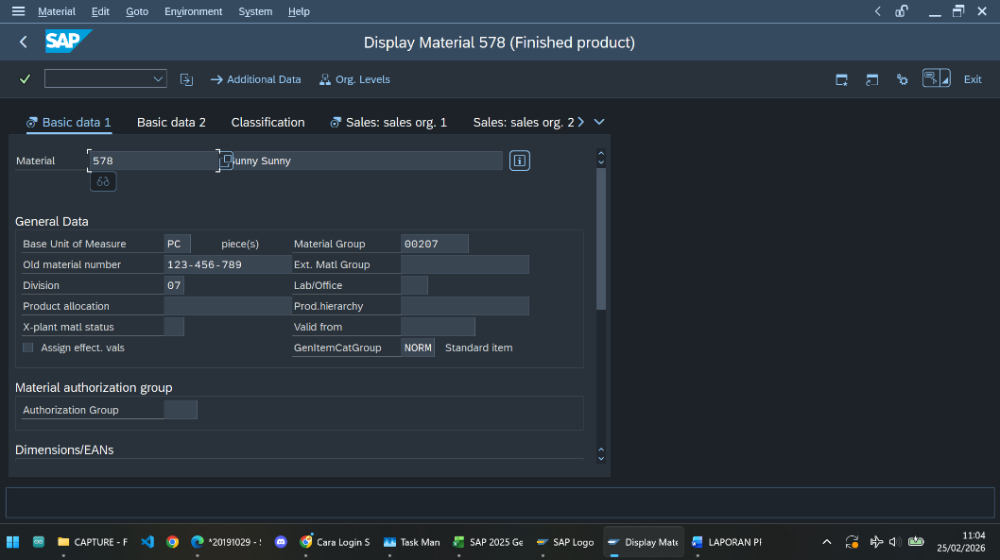 Material Edit Goto Environment System Help
SAP Display Material 578 (Finished product)
Additional Data Org. Levels Exit
Basic data 1 Basic data 2 Classification Sales: sales org. 1 Sales: sales org. 2
Material 578 unny Sunny
General Data
Base Unit of Measure PC piece(s) Material Group 00207
Old material number 123-456-789 Ext. Matl Group
Division 07 Lab/Office
Product allocation Prod.hierarchy
X-plant matl status Valid from
Assign effect. vals GenItemCatGroup NORM Standard item
Material authorization group
Authorization Group
Dimensions/EANs
CAPTURE - F *20191029 - Cara Login S Task Man SAP 2025 Ge SAP Logo Display Mate LAPORAN PR 11:04
25/02/2026